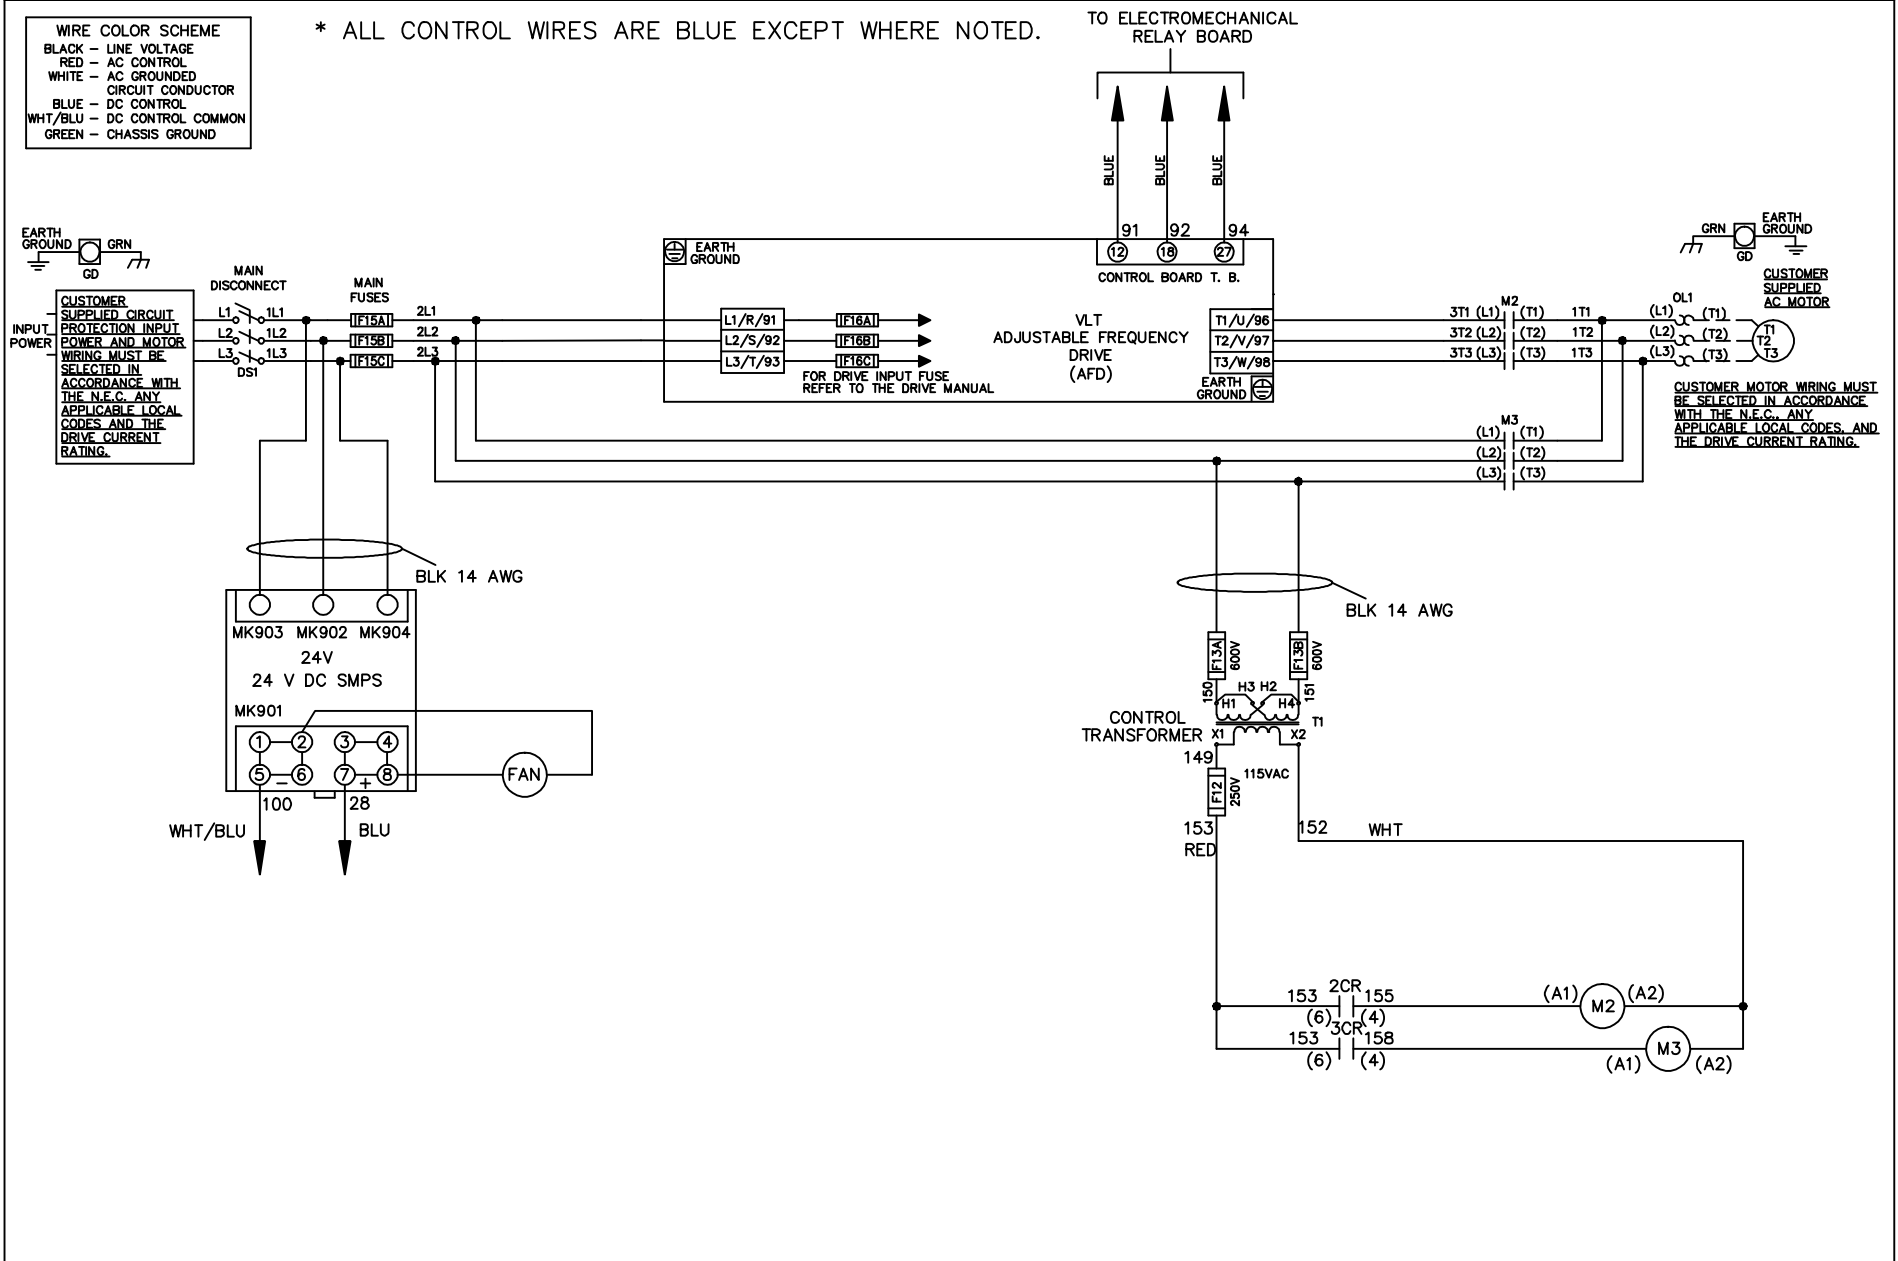 WIRE COLOR SCHEME
BLACK – LINE VOLTAGE
RED – AC CONTROL
WHITE – AC GROUNDED
CIRCUIT CONDUCTOR
BLUE – DC CONTROL
WHT/BLU – DC CONTROL COMMON
GREEN – CHASSIS GROUND
* ALL CONTROL WIRES ARE BLUE EXCEPT WHERE NOTED.
TO ELECTROMECHANICAL
RELAY BOARD
BLUE
BLUE
BLUE
91 92 94
12 18 27
CONTROL BOARD T. B.
EARTH
GROUND
GRN
GD
INPUT
POWER
CUSTOMER
SUPPLIED CIRCUIT
PROTECTION INPUT
POWER AND MOTOR
WIRING MUST BE
SELECTED IN
ACCORDANCE WITH
THE N.E.C. ANY
APPLICABLE LOCAL
CODES AND THE
DRIVE CURRENT
RATING.
MAIN
DISCONNECT
L1 1L1
L2 1L2
L3 1L3
DS1
MAIN
FUSES
F15A
F15B
F15C
2L1
2L2
2L3
EARTH
GROUND
L1/R/91
L2/S/92
L3/T/93
F16A
F16B
F16C
FOR DRIVE INPUT FUSE
REFER TO THE DRIVE MANUAL
VLT
ADJUSTABLE FREQUENCY
DRIVE
(AFD)
T1/U/96
T2/V/97
T3/W/98
EARTH
GROUND
M2
3T1 (L1) (T1) 1T1
3T2 (L2) (T2) 1T2
3T3 (L3) (T3) 1T3
M3
(L1) (T1)
(L2) (T2)
(L3) (T3)
GRN
GD
EARTH
GROUND
CUSTOMER
SUPPLIED
AC MOTOR
OL1
(L1) (T1)
(L2) (T2)
(L3) (T3)
T1
T2
T3
CUSTOMER MOTOR WIRING MUST
BE SELECTED IN ACCORDANCE
WITH THE N.E.C., ANY
APPLICABLE LOCAL CODES, AND
THE DRIVE CURRENT RATING.
BLK 14 AWG
MK903 MK902 MK904
24V
24 V DC SMPS
MK901
1 2 3 4
5 – 6 7 + 8
FAN
100 28
WHT/BLU BLU
BLK 14 AWG
F13A
600V
F13B
600V
150
151
H3 H2
H1 H4
T1
CONTROL
TRANSFORMER
X1 X2
149
115VAC
F12
250V
153
RED
152
WHT
153 2CR 155
(6) (4)
(A1) M2 (A2)
153 3CR 158
(6) (4)
(A1) M3 (A2)